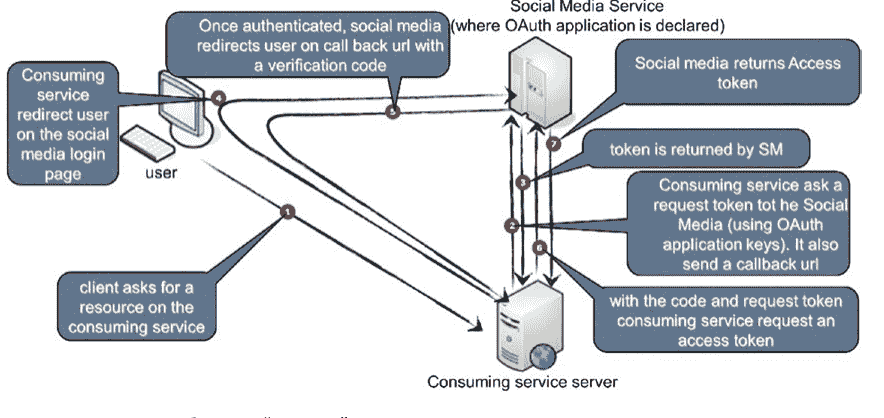 Social Media Service
(where OAuth application is declared)
Once authenticated, social media
redirects user on call back url with
a verification code
Consuming
service
redirect user
on the social
media login
page
user
4
5
Social media returns Access
token
7
token is returned by SM
3
Consuming service ask a
request token tot he Social
Media (using OAuth
application keys). It also
send a callback url
2
1
6
client asks for a
resource on the
consuming service
with the code and request token
consuming service request an
access token
Consuming service server